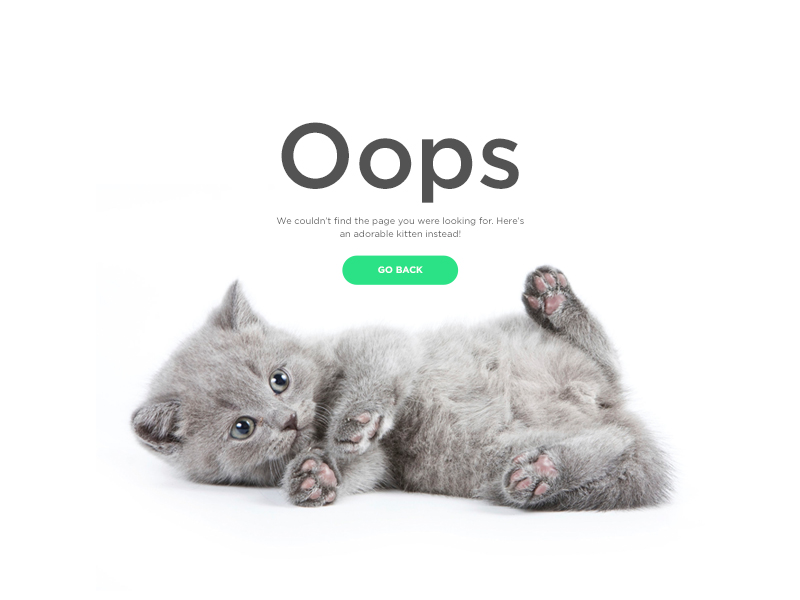 Oops
We couldn't find the page you were looking for. Here's
an adorable kitten instead!
GO BACK